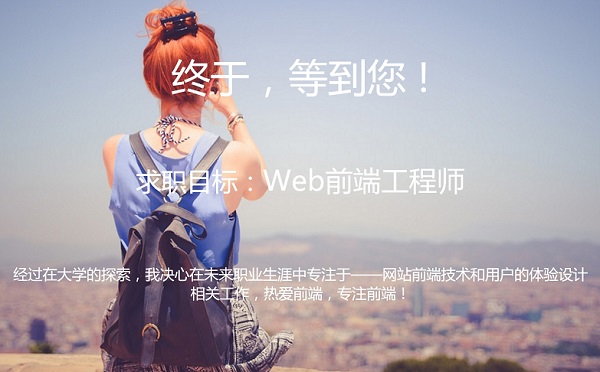 终于，等到您！
求职目标：Web前端工程师
经过在大学的探索，我决心在未来职业生涯中专注于——网站前端技术和用户的体验设计
相关工作，热爱前端，专注前端！